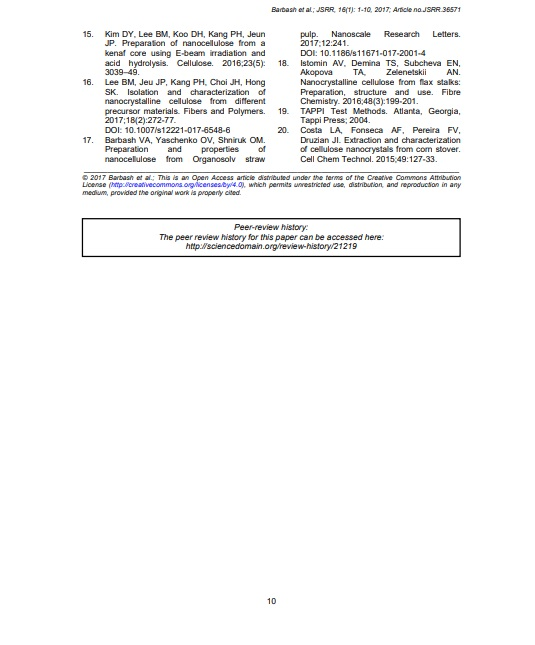 Barbash et al.; JSRR, 16(1): 1-10, 2017; Article no.JSRR.36571
15. Kim DY, Lee BM, Koo DH, Kang PH, Jeun
JP. Preparation of nanocellulose from a
kenaf core using E-beam irradiation and
acid hydrolysis. Cellulose. 2016;23(5):
3039–49.
16. Lee BM, Jeu JP, Kang PH, Choi JH, Hong
SK. Isolation and characterization of
nanocrystalline cellulose from different
precursor materials. Fibers and Polymers.
2017;18(2):272-77.
DOI: 10.1007/s12221-017-6548-6
17. Barbash VA, Yaschenko OV, Shniruk OM.
Preparation and properties of
nanocellulose from Organosolv straw
pulp. Nanoscale Research Letters.
2017;12:241.
DOI: 10.1186/s11671-017-2001-4
18. Istomin AV, Demina TS, Subcheva EN,
Akopova TA, Zelenetskii AN.
Nanocrystalline cellulose from flax stalks:
Preparation, structure and use. Fibre
Chemistry. 2016;48(3):199-201.
19. TAPPI Test Methods. Atlanta, Georgia,
Tappi Press; 2004.
20. Costa LA, Fonseca AF, Pereira FV,
Druzian JI. Extraction and characterization
of cellulose nanocrystals from corn stover.
Cell Chem Technol. 2015;49:127-33.
© 2017 Barbash et al.; This is an Open Access article distributed under the terms of the Creative Commons Attribution
License (http://creativecommons.org/licenses/by/4.0), which permits unrestricted use, distribution, and reproduction in any
medium, provided the original work is properly cited.
Peer-review history:
The peer review history for this paper can be accessed here:
http://sciencedomain.org/review-history/21219
10